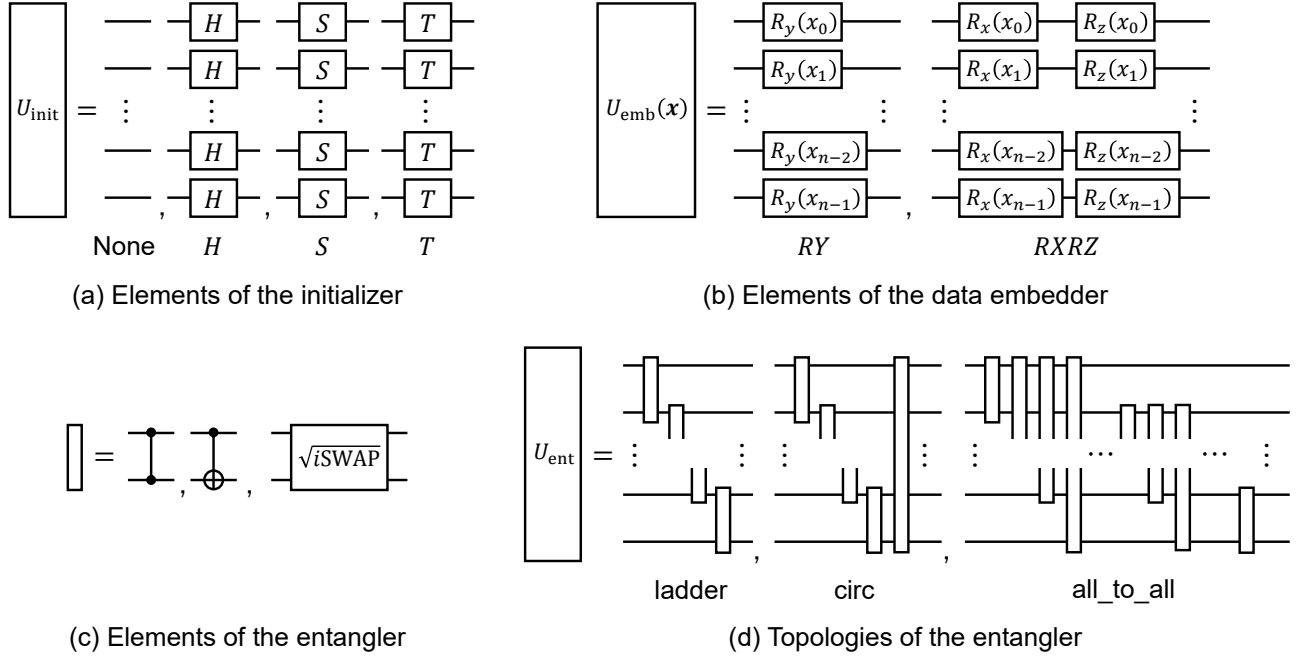 U_init = H S T
H S T
⋮ ⋮ ⋮ ⋮
H S T
, H , S , T
None H S T
(a) Elements of the initializer
U_emb(x) = R_y(x_0) R_x(x_0) R_z(x_0)
R_y(x_1) R_x(x_1) R_z(x_1)
⋮ ⋮ ⋮ ⋮
R_y(x_{n−2}) R_x(x_{n−2}) R_z(x_{n−2})
R_y(x_{n−1}) , R_x(x_{n−1}) R_z(x_{n−1})
RY RXRZ
(b) Elements of the data embedder
= , , √iSWAP
(c) Elements of the entangler
U_ent = ⋮ ⋮ ⋮ ⋮ ⋮ ⋯ ⋯ ⋮
, ,
ladder circ all_to_all
(d) Topologies of the entangler